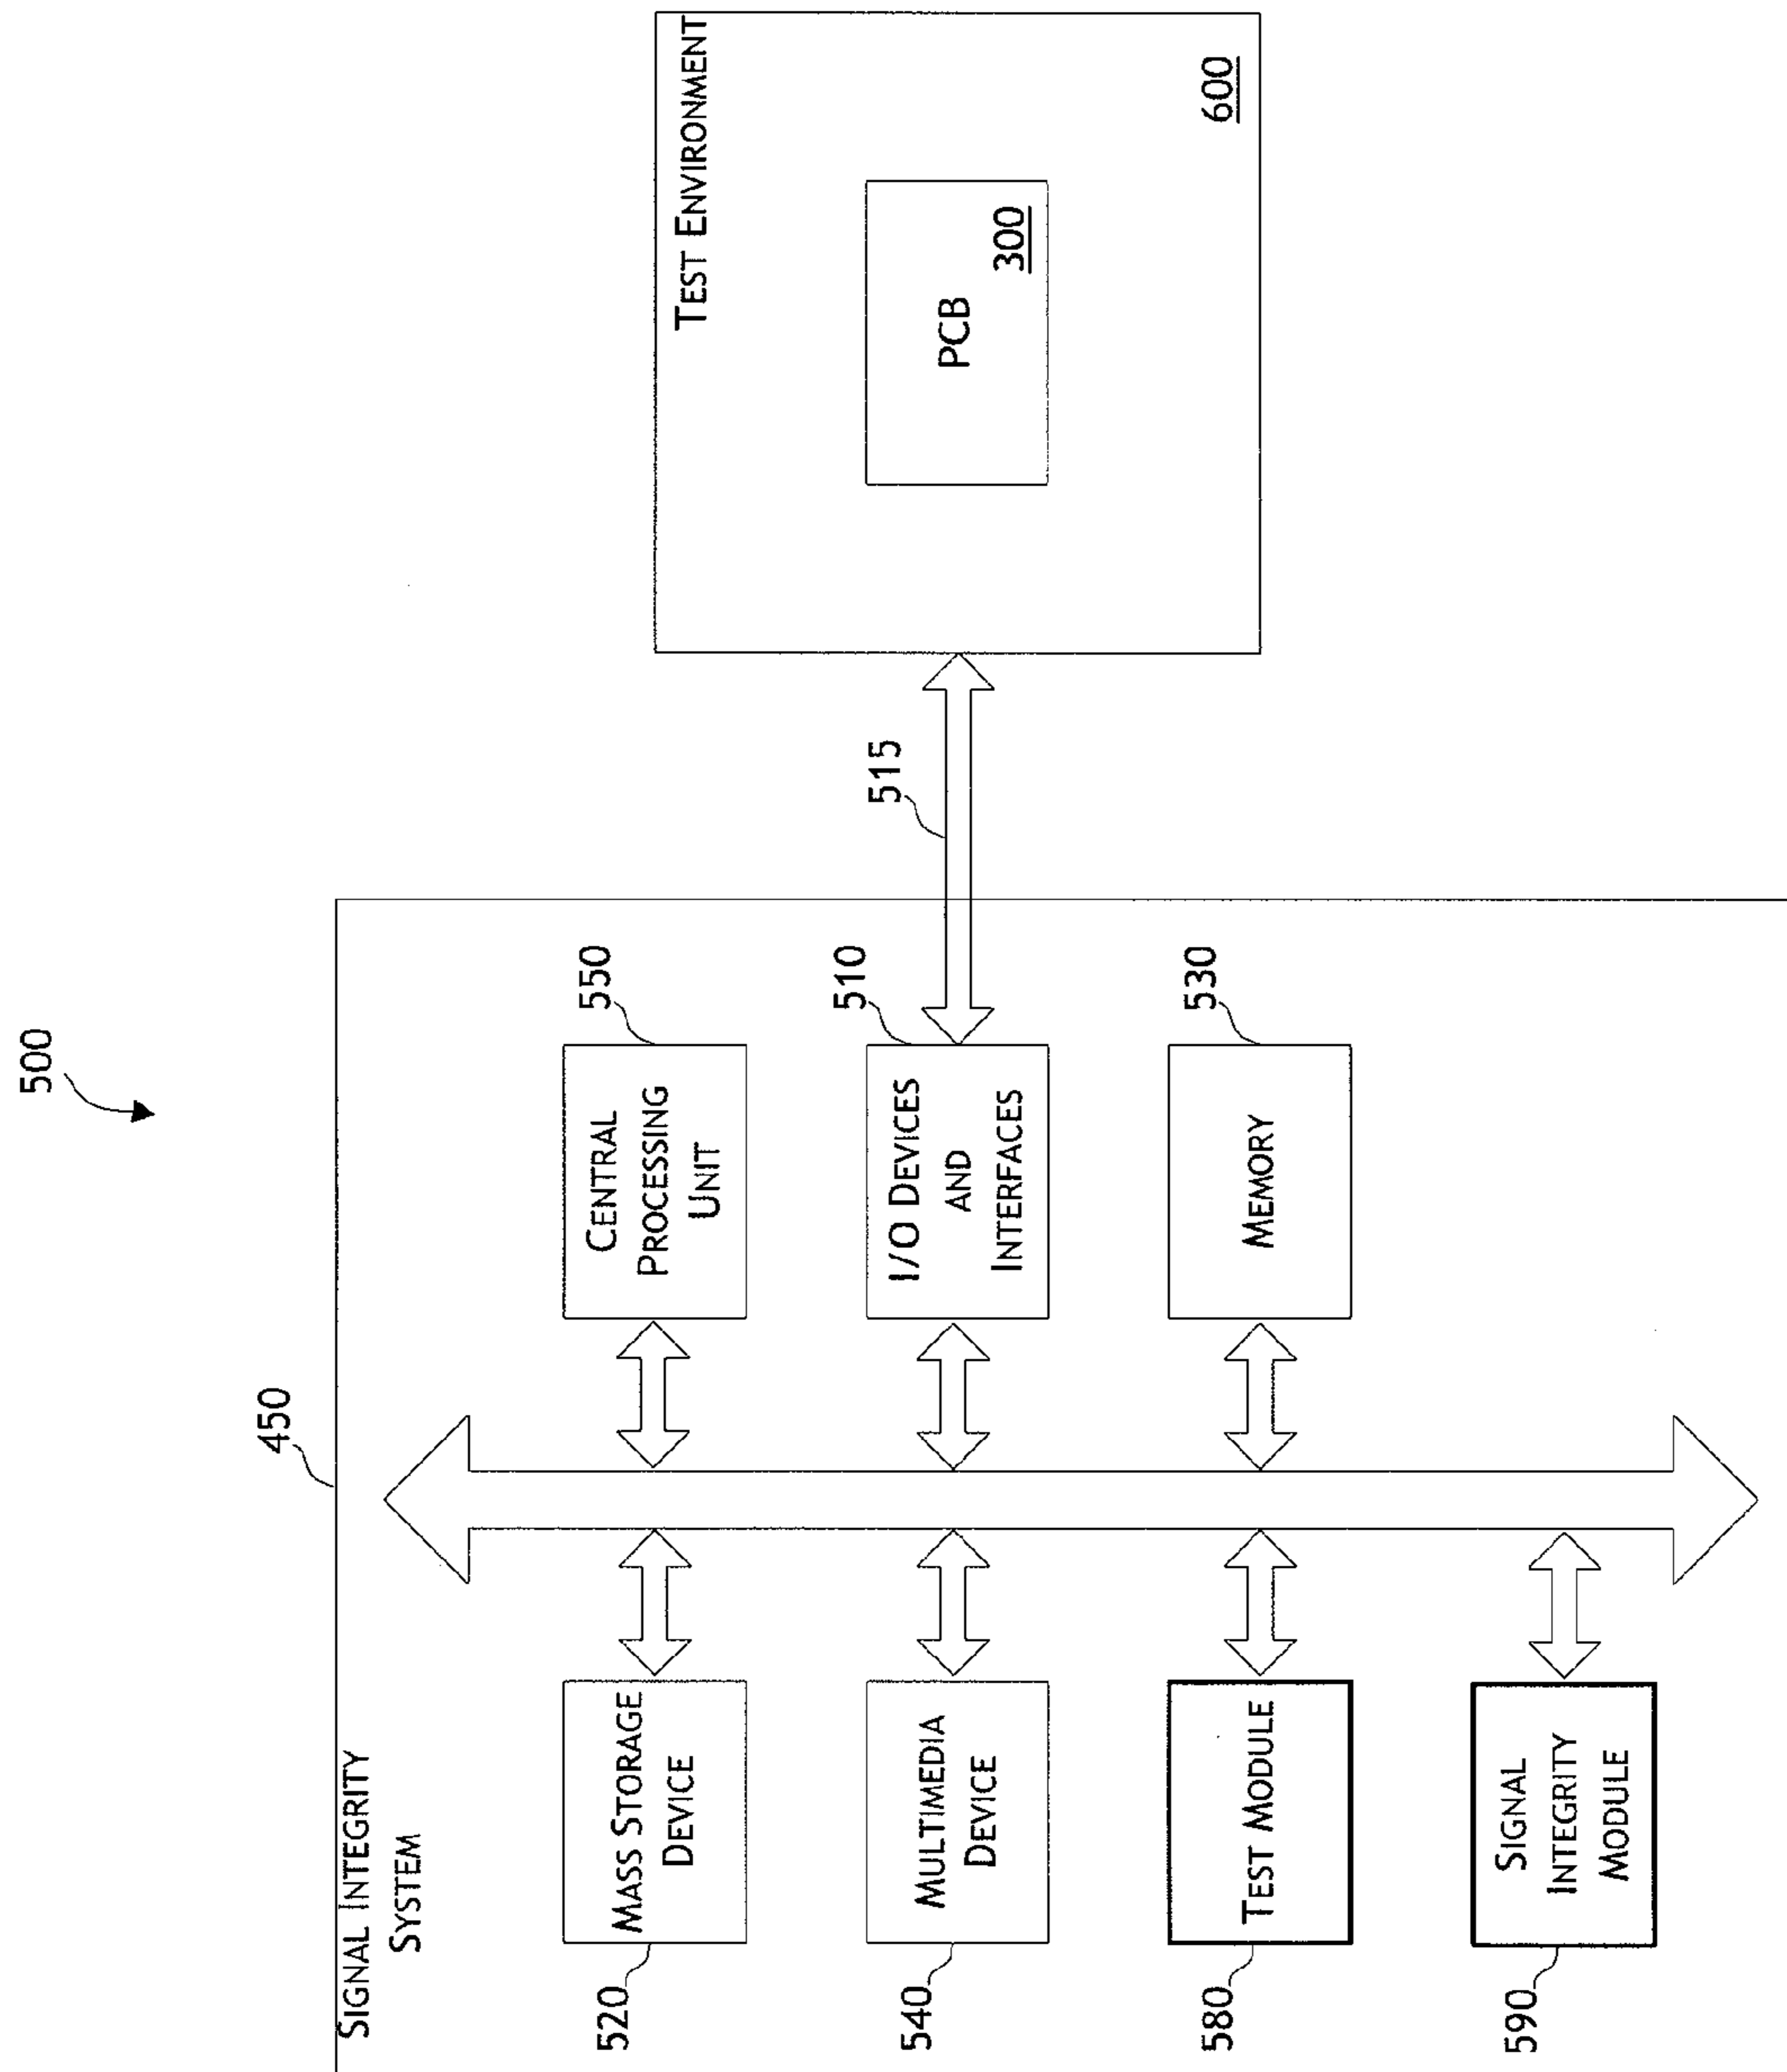 500
450
SIGNAL INTEGRITY
SYSTEM
520
MASS STORAGE
DEVICE
540
MULTIMEDIA
DEVICE
580
TEST MODULE
590
SIGNAL
INTEGRITY
MODULE
550
CENTRAL
PROCESSING
UNIT
510
I/O DEVICES
AND
INTERFACES
530
MEMORY
515
TEST ENVIRONMENT
PCB
300
600